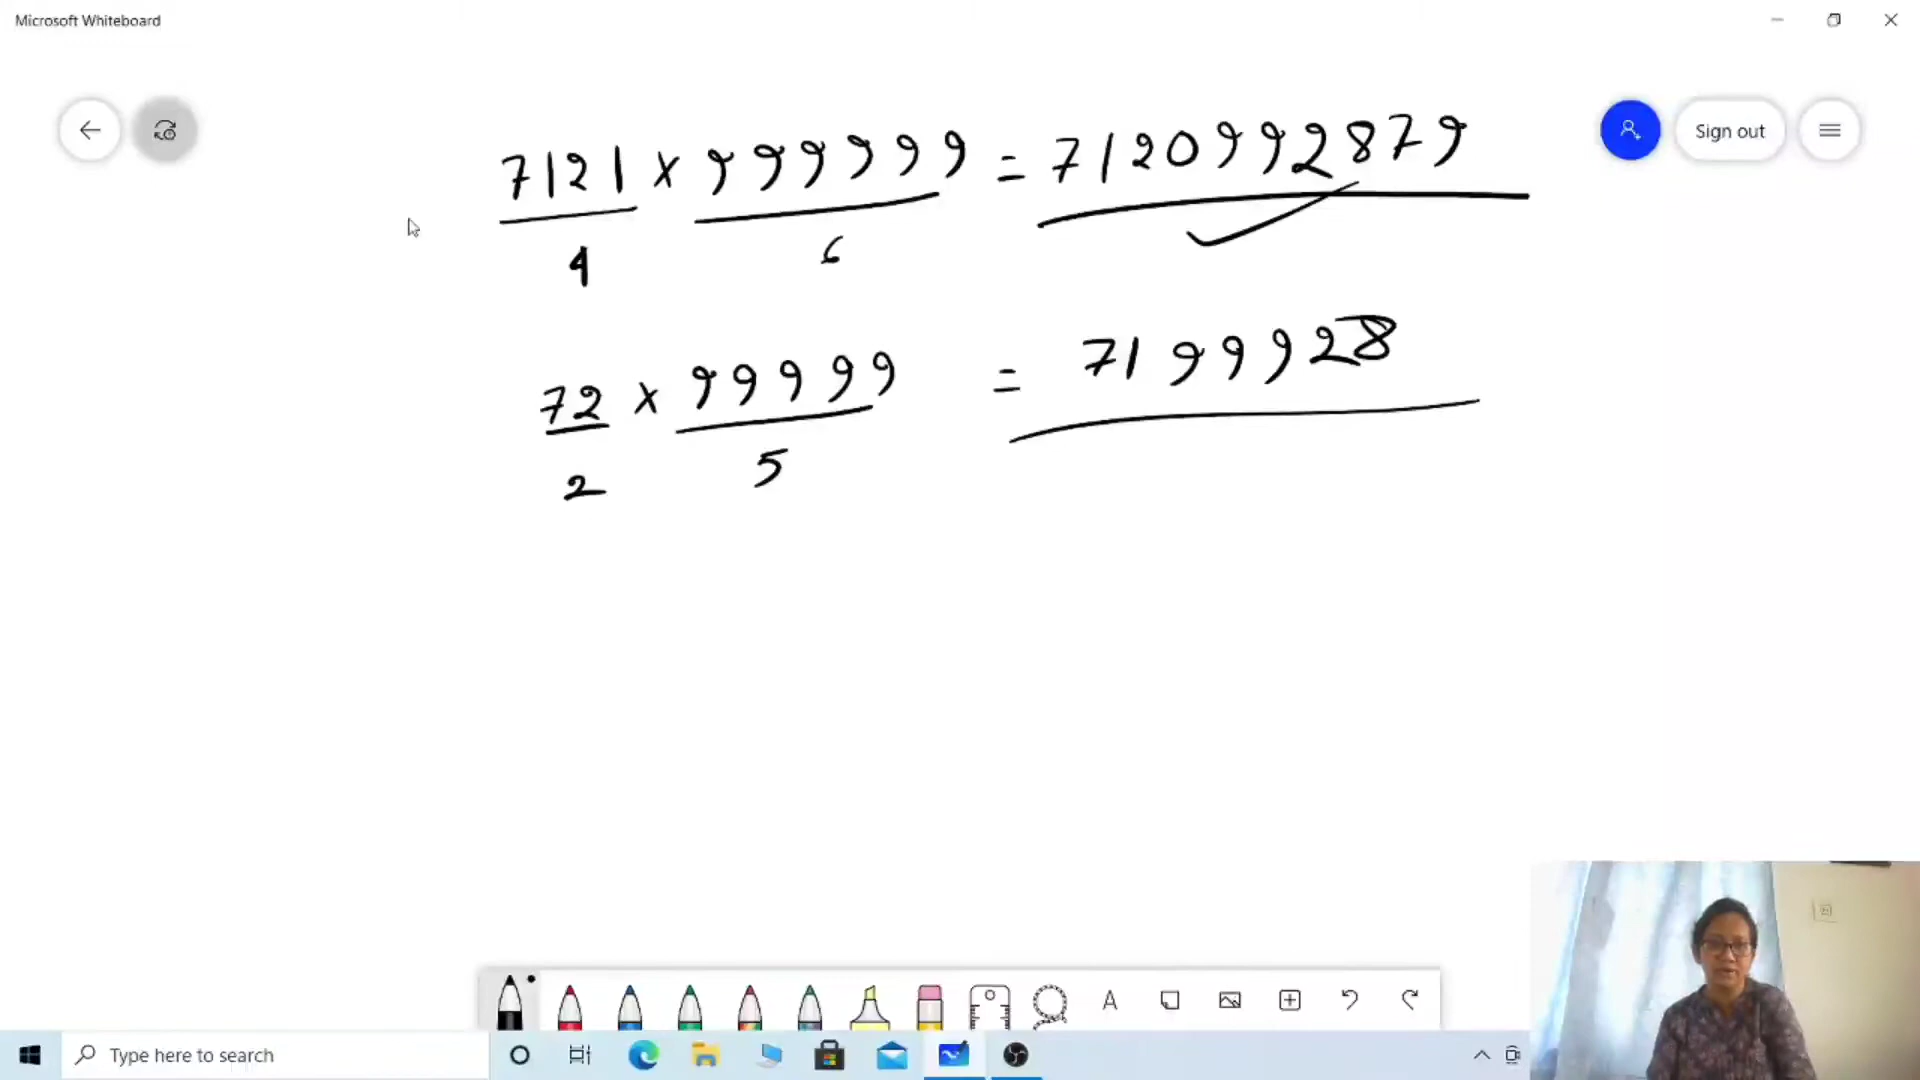 Microsoft Whiteboard
7121 × 999999 = 7120992879
Sign out
4 6
72 × 99999 = 7199928
2 5
A
Type here to search